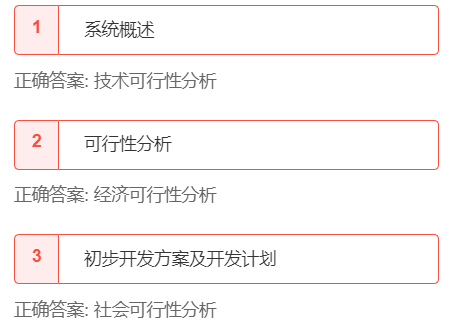 1 系统概述
正确答案: 技术可行性分析
2 可行性分析
正确答案: 经济可行性分析
3 初步开发方案及开发计划
正确答案: 社会可行性分析